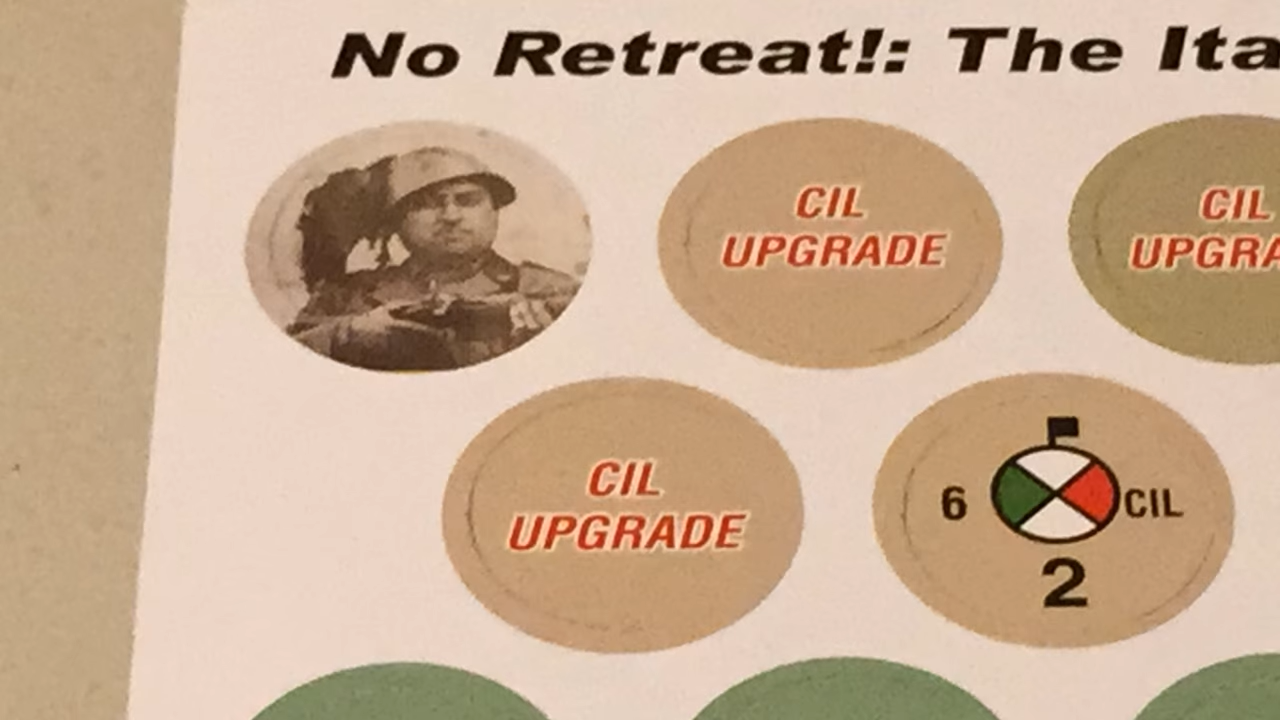 No Retreat!: The Ita
CIL
UPGRADE
CIL
UPGRA
CIL
UPGRADE
6 CIL
2